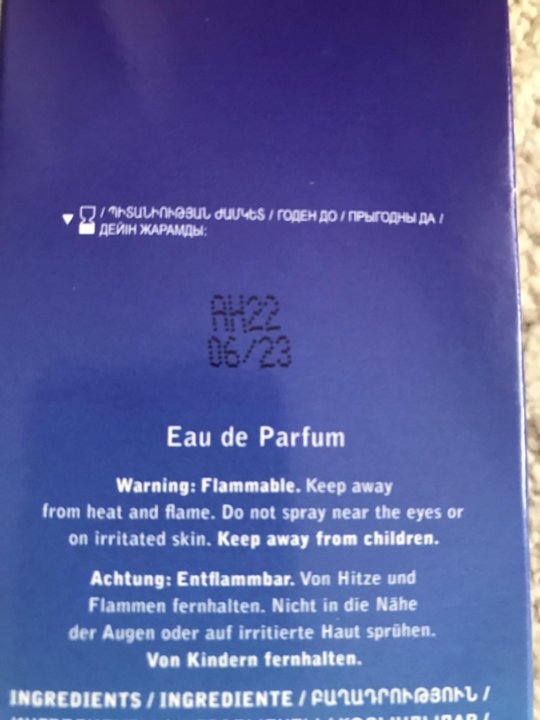 / ՊԻՏԱՆԻՈՒԹՅԱՆ ԺԱՄԿԵՏ / ГОДЕН ДО / ПРЫГОДНЫ ДА /
ДЕЙІН ЖАРАМДЫ:
AH22
06/23
Eau de Parfum
Warning: Flammable. Keep away
from heat and flame. Do not spray near the eyes or
on irritated skin. Keep away from children.
Achtung: Entflammbar. Von Hitze und
Flammen fernhalten. Nicht in die Nähe
der Augen oder auf irritierte Haut sprühen.
Von Kindern fernhalten.
INGREDIENTS / INGREDIENTE / ԲԱՂԱԴՐՈՒԹՅՈՒՆ /